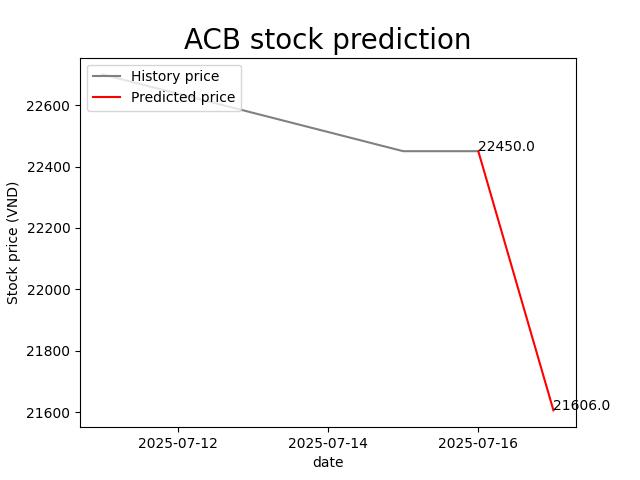 ACB stock prediction
History price
Predicted price
22600
22400
22200
22000
21800
21600
Stock price (VND)
22450.0
21606.0
2025-07-12
2025-07-14
2025-07-16
date